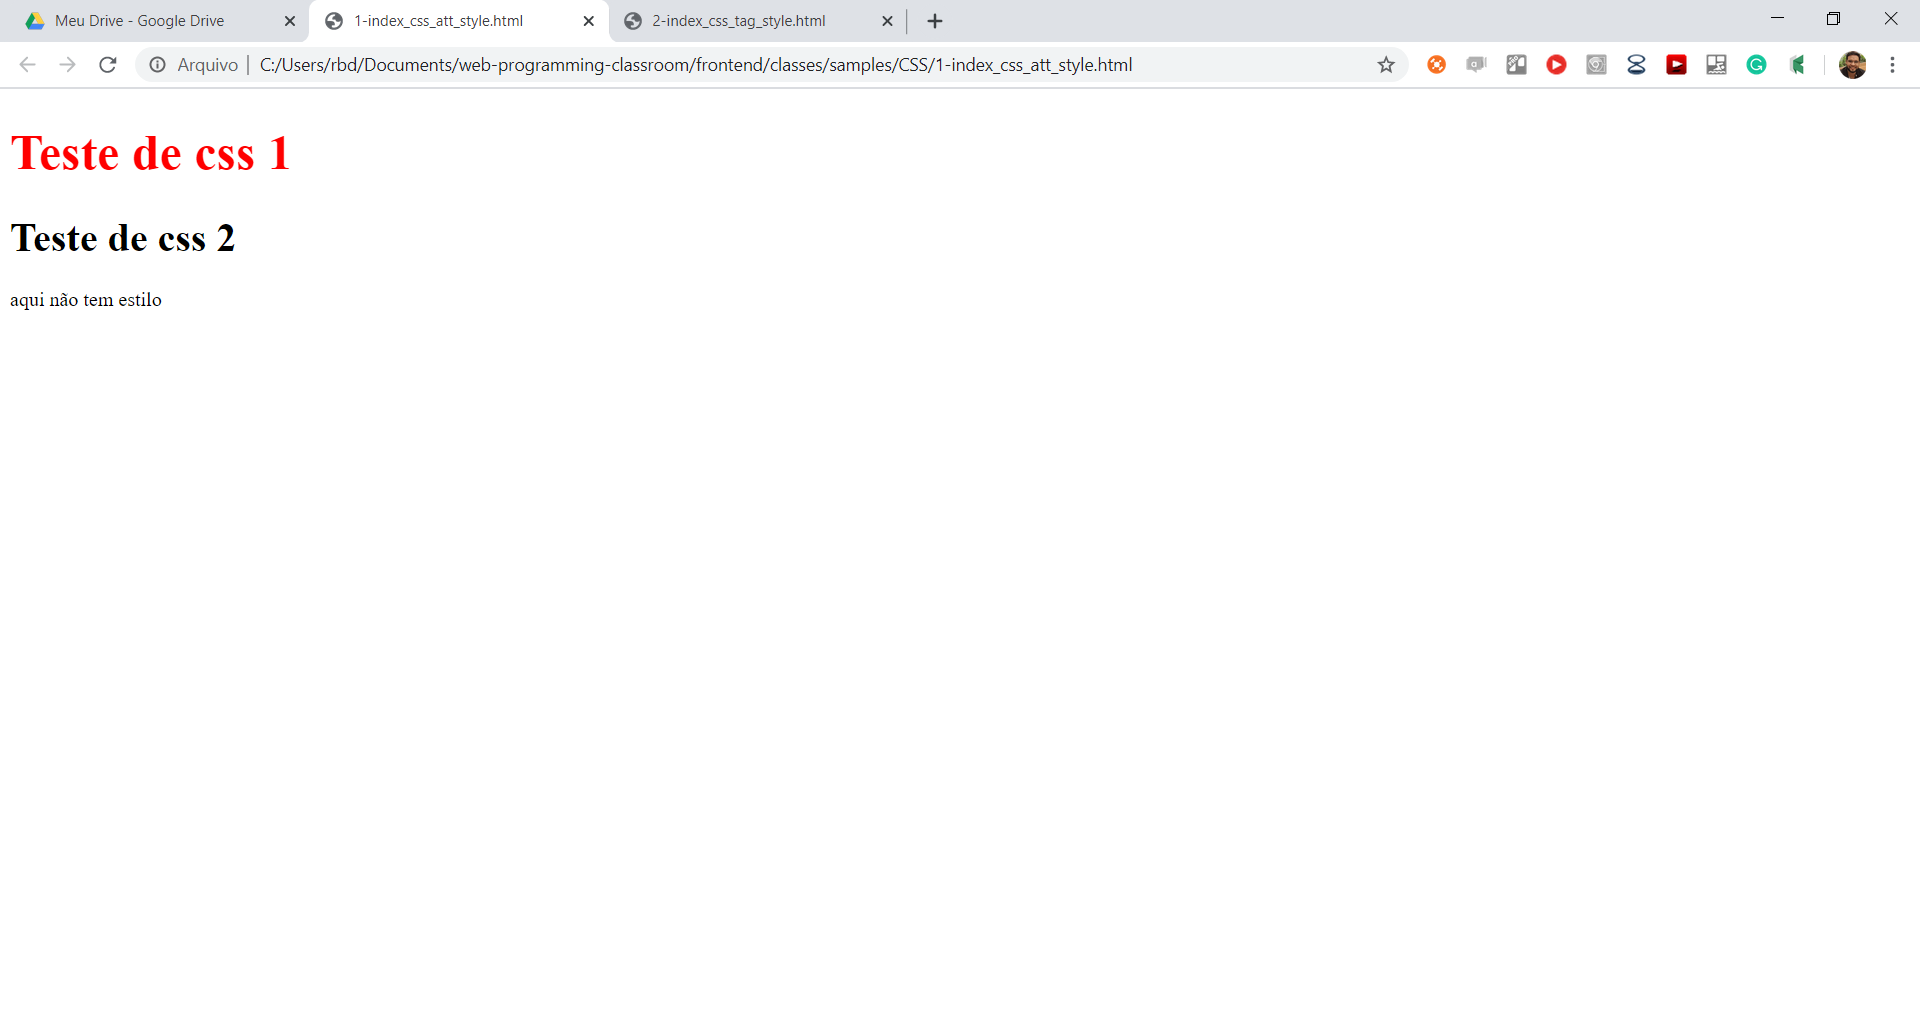 Meu Drive - Google Drive
1-index_css_att_style.html
2-index_css_tag_style.html
Arquivo | C:/Users/rbd/Documents/web-programming-classroom/frontend/classes/samples/CSS/1-index_css_att_style.html
Teste de css 1
Teste de css 2
aqui não tem estilo